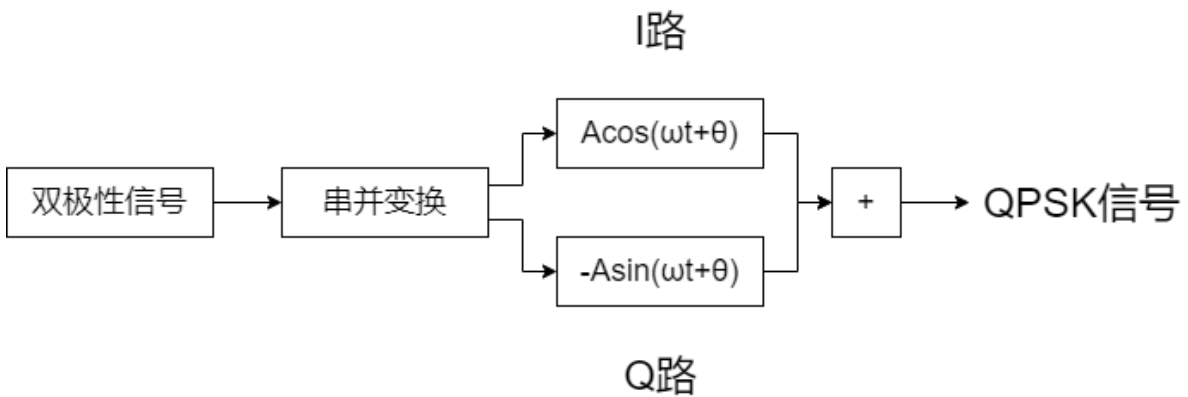 I路
双极性信号
串并变换
Acos(ωt+θ)
-Asin(ωt+θ)
+
QPSK信号
Q路